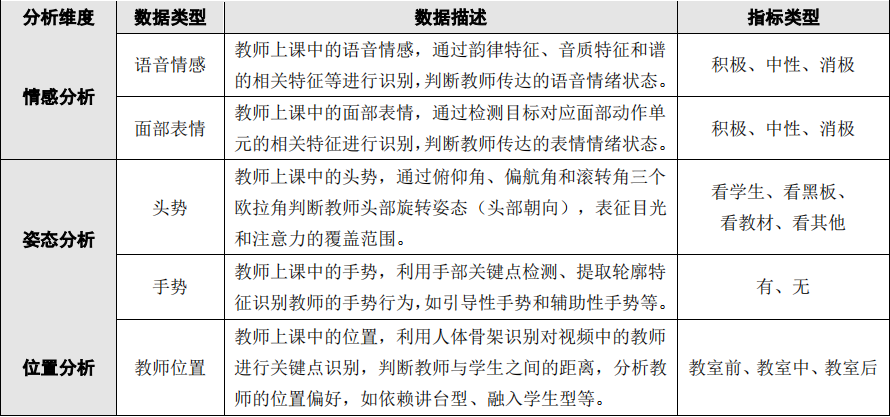 分析维度 数据类型 数据描述 指标类型
情感分析
语音情感
教师上课中的语音情感，通过韵律特征、音质特征和谱
的相关特征等进行识别，判断教师传达的语音情绪状态。
积极、中性、消极
面部表情
教师上课中的面部表情，通过检测目标对应面部动作单
元的相关特征进行识别，判断教师传达的表情情绪状态。
积极、中性、消极
姿态分析
头势
教师上课中的头势，通过俯仰角、偏航角和滚转角三个
欧拉角判断教师头部旋转姿态（头部朝向），表征目光
和注意力的覆盖范围。
看学生、看黑板、
看教材、看其他
手势
教师上课中的手势，利用手部关键点检测、提取轮廓特
征识别教师的手势行为，如引导性手势和辅助性手势等。
有、无
位置分析
教师位置
教师上课中的位置，利用人体骨架识别对视频中的教师
进行关键点识别，判断教师与学生之间的距离，分析教
师的位置偏好，如依赖讲台型、融入学生型等。
教室前、教室中、教室后